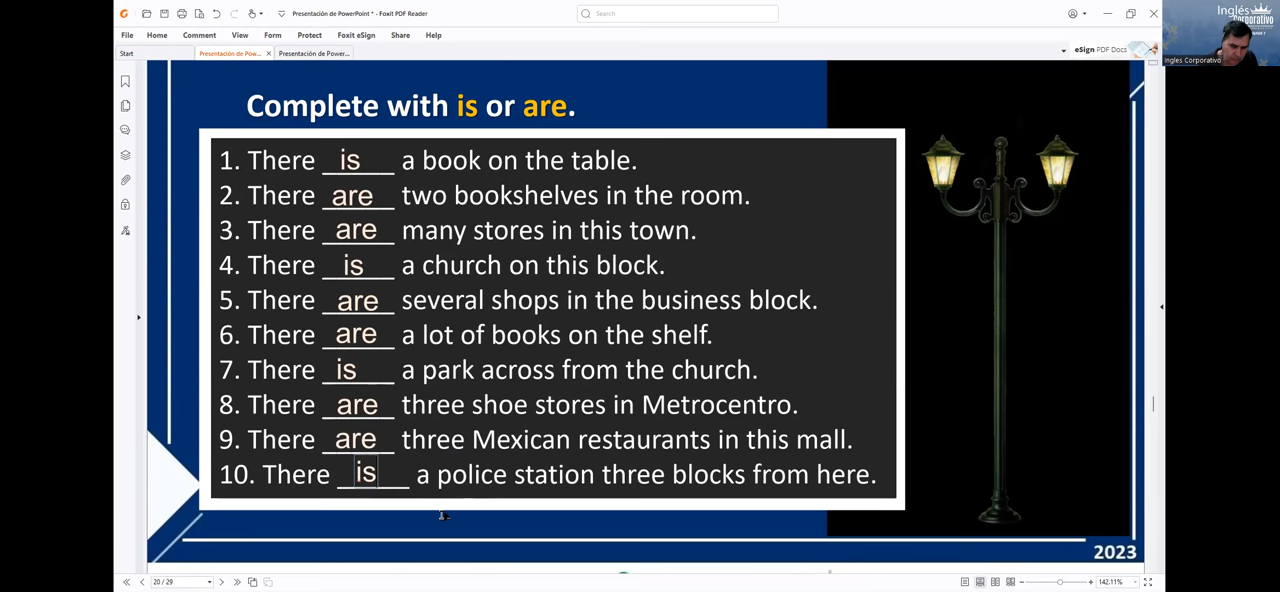 Presentación de PowerPoint * - Foxit PDF Reader
Search
File Home Comment View Form Protect Foxit eSign Share Help
Start
Presentación de Pow...
Presentación de Power...
eSign PDF Docs
Inglés
Corporativo
Ingles Corporativo
Complete with is or are.
1. There is a book on the table.
2. There are two bookshelves in the room.
3. There are many stores in this town.
4. There is a church on this block.
5. There are several shops in the business block.
6. There are a lot of books on the shelf.
7. There is a park across from the church.
8. There are three shoe stores in Metrocentro.
9. There are three Mexican restaurants in this mall.
10. There is a police station three blocks from here.
2023
20 / 29
142.11%